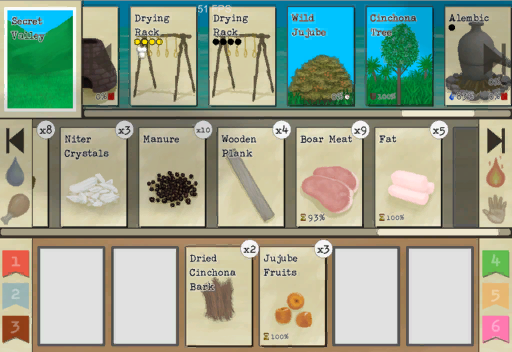 51 FPS
Secret
Valley
Drying
Rack
Drying
Rack
Wild
Jujube
Cinchona
Tree
100%
Alembic
x8
Niter
Crystals
x3
Manure
x10
Wooden
Plank
x4
Boar Meat
x9
93%
Fat
x5
100%
1
2
3
Dried
Cinchona
Bark
x2
Jujube
Fruits
x3
100%
4
5
6